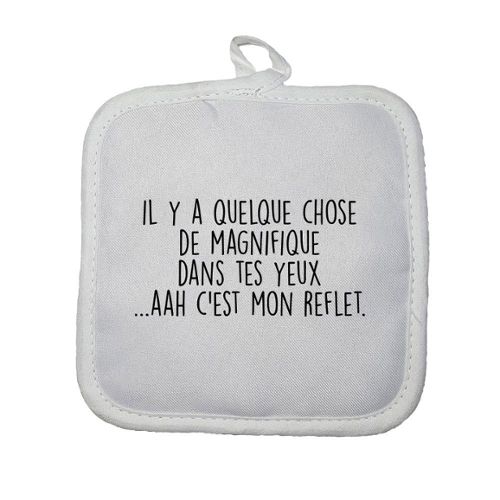 IL Y A QUELQUE CHOSE
DE MAGNIFIQUE
DANS TES YEUX
...AAH C'EST MON REFLET.